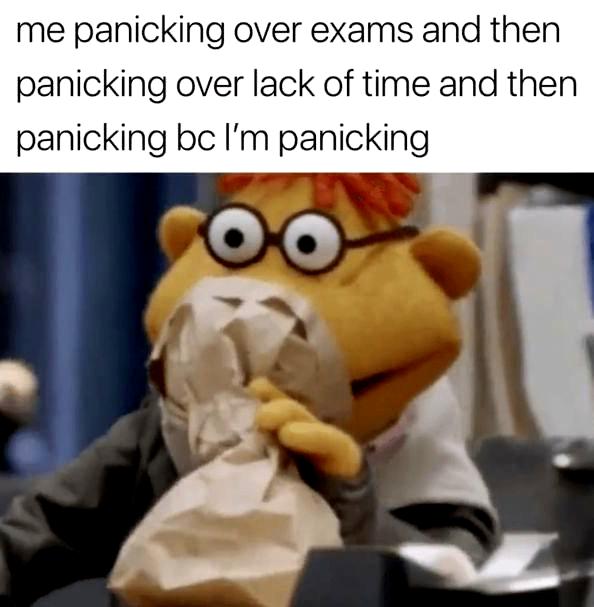 me panicking over exams and then
panicking over lack of time and then
panicking bc I'm panicking